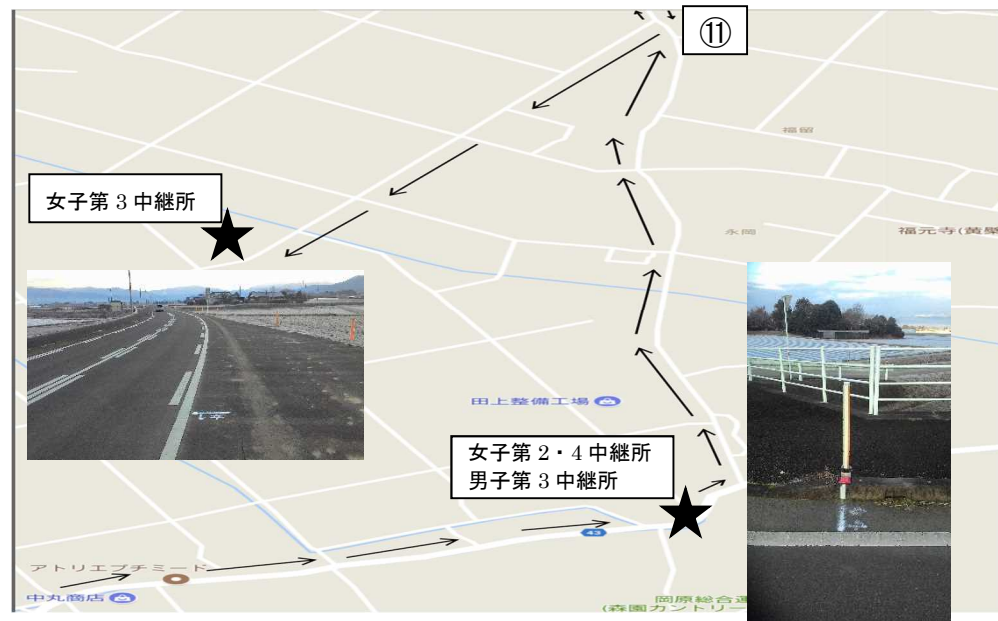 ⑪
福留
女子第3中継所
永岡
福元寺(黄檗
田上整備工場
女子第2・4中継所
男子第3中継所
43
アトリエプチミード
中丸商店
岡原総合運
(森園カントリー